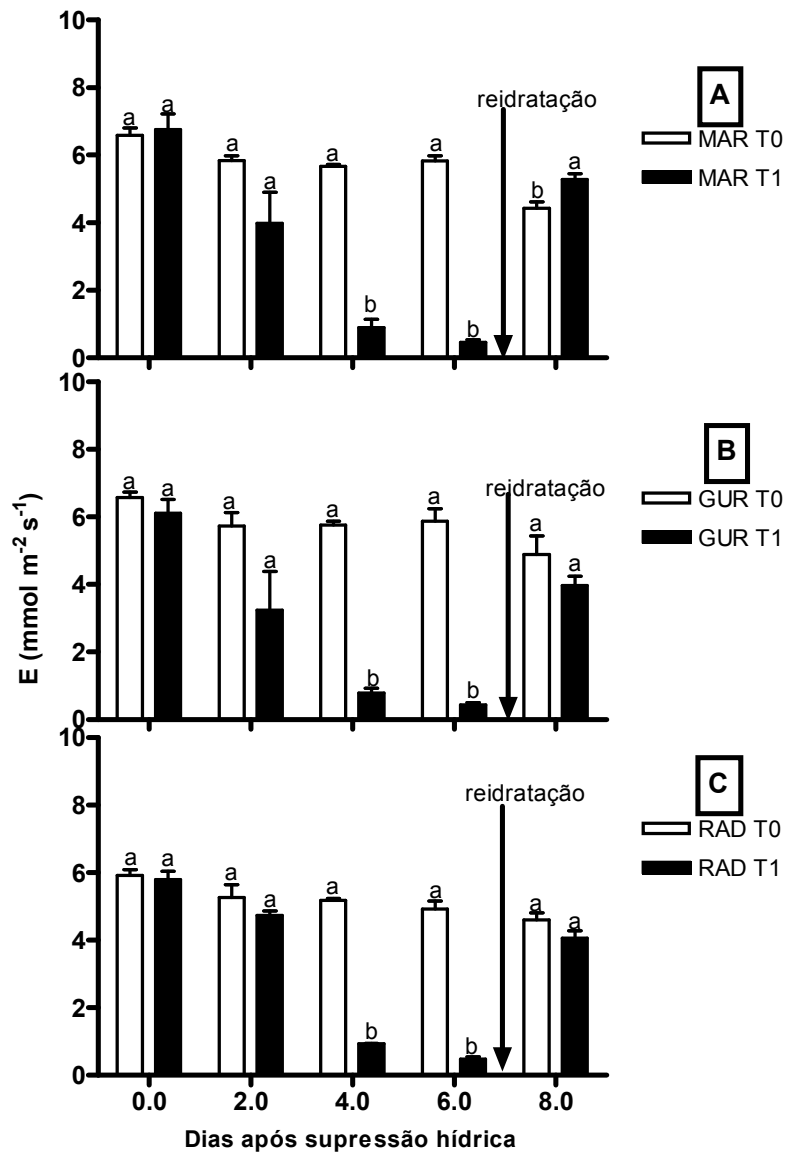 10
8
6
4
2
0
a a a a a b a b b a
reidratação
A
MAR T0
MAR T1
10
8
6
4
2
0
a a a a a b a b a a
reidratação
B
GUR T0
GUR T1
E (mmol m⁻² s⁻¹)
10
8
6
4
2
0
a a a a a b a b a a
reidratação
C
RAD T0
RAD T1
0.0 2.0 4.0 6.0 8.0
Dias após supressão hídrica